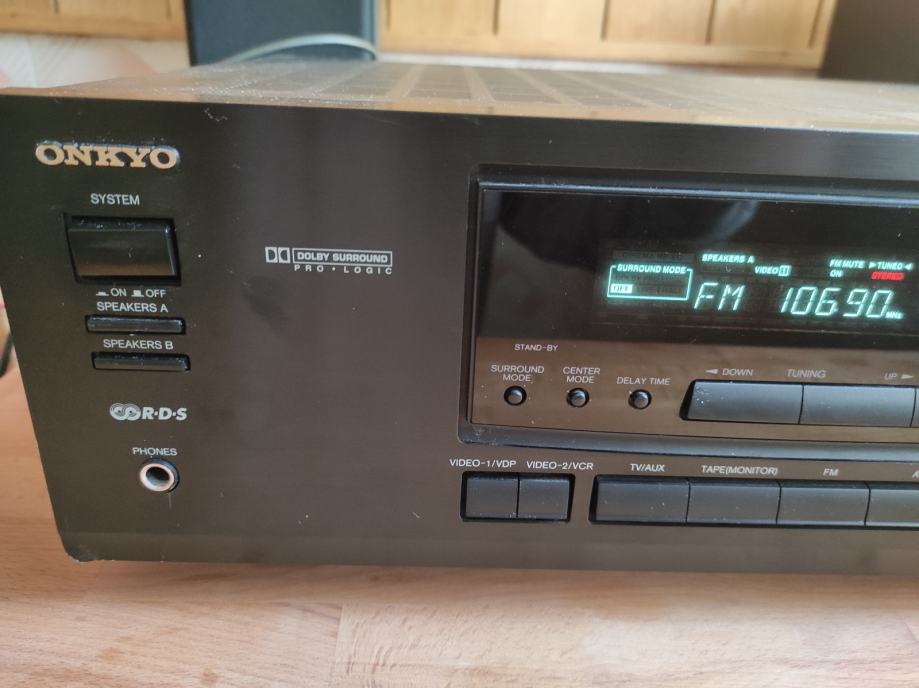 ONKYO
SYSTEM
ON OFF
SPEAKERS A
SPEAKERS B
R·D·S
PHONES
DOLBY SURROUND
PRO·LOGIC
SPEAKERS A
SURROUND MODE
OFF
VIDEO
FM MUTE ►TUNED◄
ON STEREO
FM 106.90 MHz
STAND-BY
SURROUND MODE
CENTER MODE
DELAY TIME
◄ DOWN TUNING UP ►
VIDEO-1/VDP VIDEO-2/VCR TV/AUX TAPE(MONITOR) FM